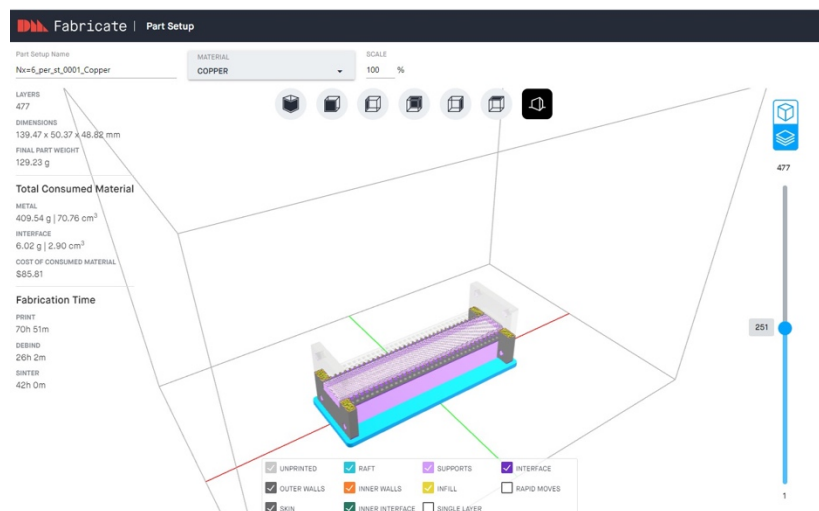 DM Fabricate | Part Setup
Part Setup Name
Nx=6_per_st_0001_Copper
MATERIAL
COPPER
SCALE
100 %
LAYERS
477
DIMENSIONS
139.47 x 50.37 x 48.82 mm
FINAL PART WEIGHT
129.23 g
Total Consumed Material
METAL
409.54 g | 70.76 cm³
INTERFACE
6.02 g | 2.90 cm³
COST OF CONSUMED MATERIAL
$85.81
Fabrication Time
PRINT
70h 51m
DEBIND
26h 2m
SINTER
42h 0m
477
251
1
UNPRINTED RAFT SUPPORTS INTERFACE
OUTER WALLS INNER WALLS INFILL RAPID MOVES
SKIN INNER INTERFACE SINGLE LAYER